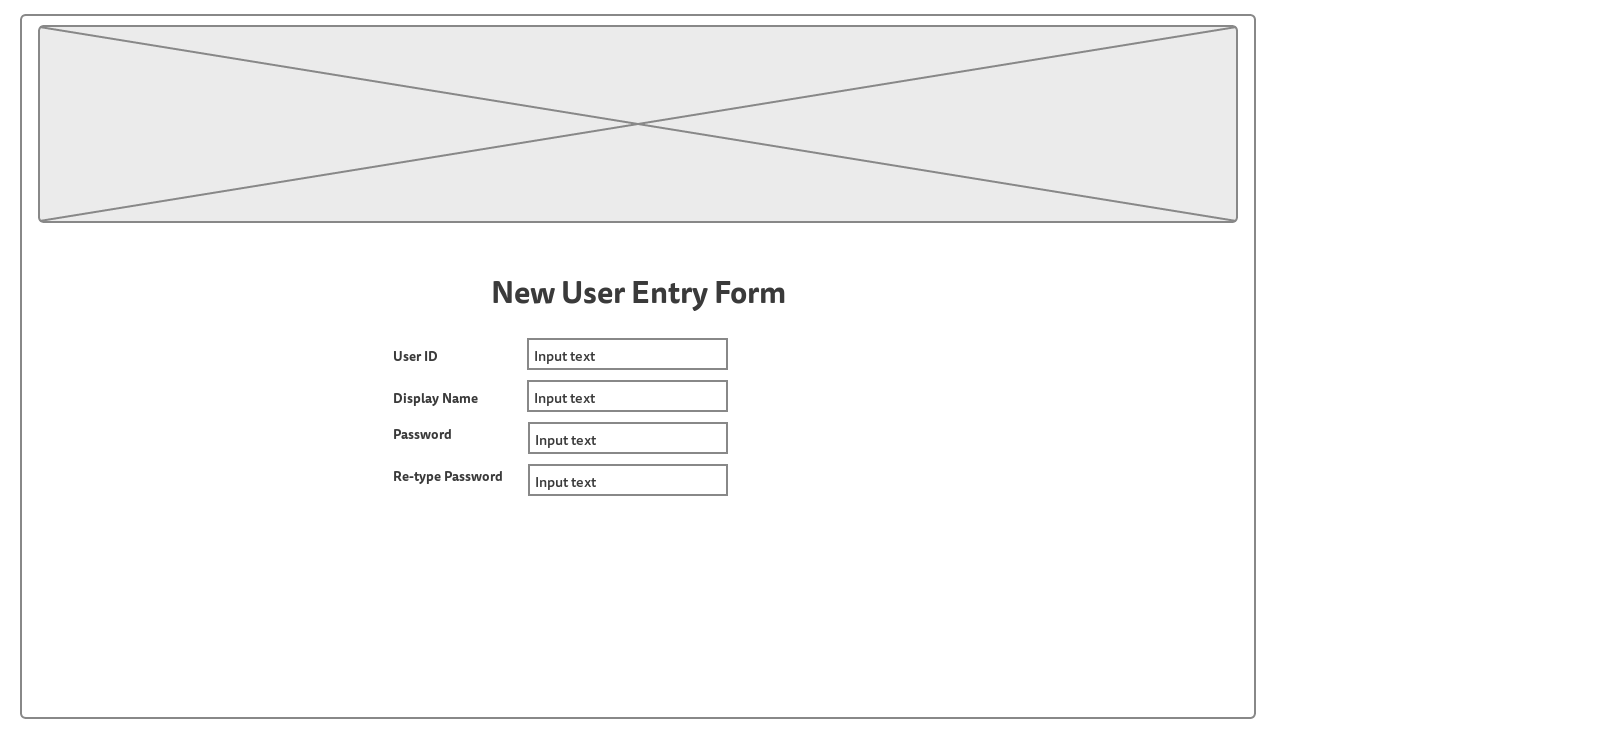 New User Entry Form
User ID Input text
Display Name Input text
Password Input text
Re-type Password Input text